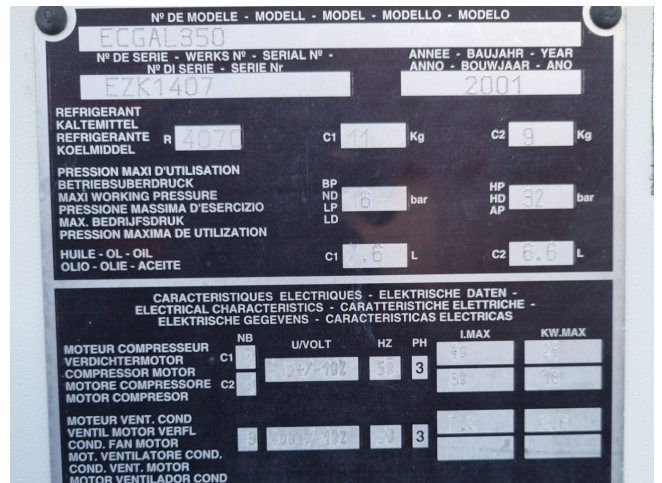 Nº DE MODELE - MODELL - MODEL - MODELLO - MODELO
ECGAL350
Nº DE SERIE - WERKS Nº - SERIAL Nº -
Nº DI SERIE - SERIE Nr
ANNEE - BAUJAHR - YEAR
ANNO - BOUWJAAR - ANO
EZK1407
2001
REFRIGERANT
KALTEMITTEL
REFRIGERANTE
KOELMIDDEL
R C1 11 Kg C2 9 Kg
PRESSION MAXI D'UTILISATION
BETRIEBSUBERDRUCK
MAXI WORKING PRESSURE
PRESSIONE MASSIMA D'ESERCIZO
MAX. BEDRIJFSDRUK
PRESSION MAXIMA DE UTILIZATION
BP
ND
LP
LD
16 bar
HP
HD
AP
32 bar
HUILE - OL - OIL
OLIO - OLIE - ACEITE
C1 7.6 L C2 6.6 L
CARACTERISTIQUES ELECTRIQUES - ELEKTRISCHE DATEN -
ELECTRICAL CHARACTERISTICS - CARATTERISTICHE ELETTRICHE -
ELEKTRISCHE GEGEVENS - CARACTERISTICAS ELECTRICAS
NB U/VOLT HZ PH I.MAX KW.MAX
MOTEUR COMPRESSEUR
VERDICHTERMOTOR
COMPRESSOR MOTOR
MOTORE COMPRESSORE
MOTOR COMPRESOR
C1
C2
50 3
MOTEUR VENT. COND
VENTIL MOTOR VERFL
COND. FAN MOTOR
MOT. VENTILATORE COND.
COND. VENT. MOTOR
MOTOR VENTILADOR COND
3